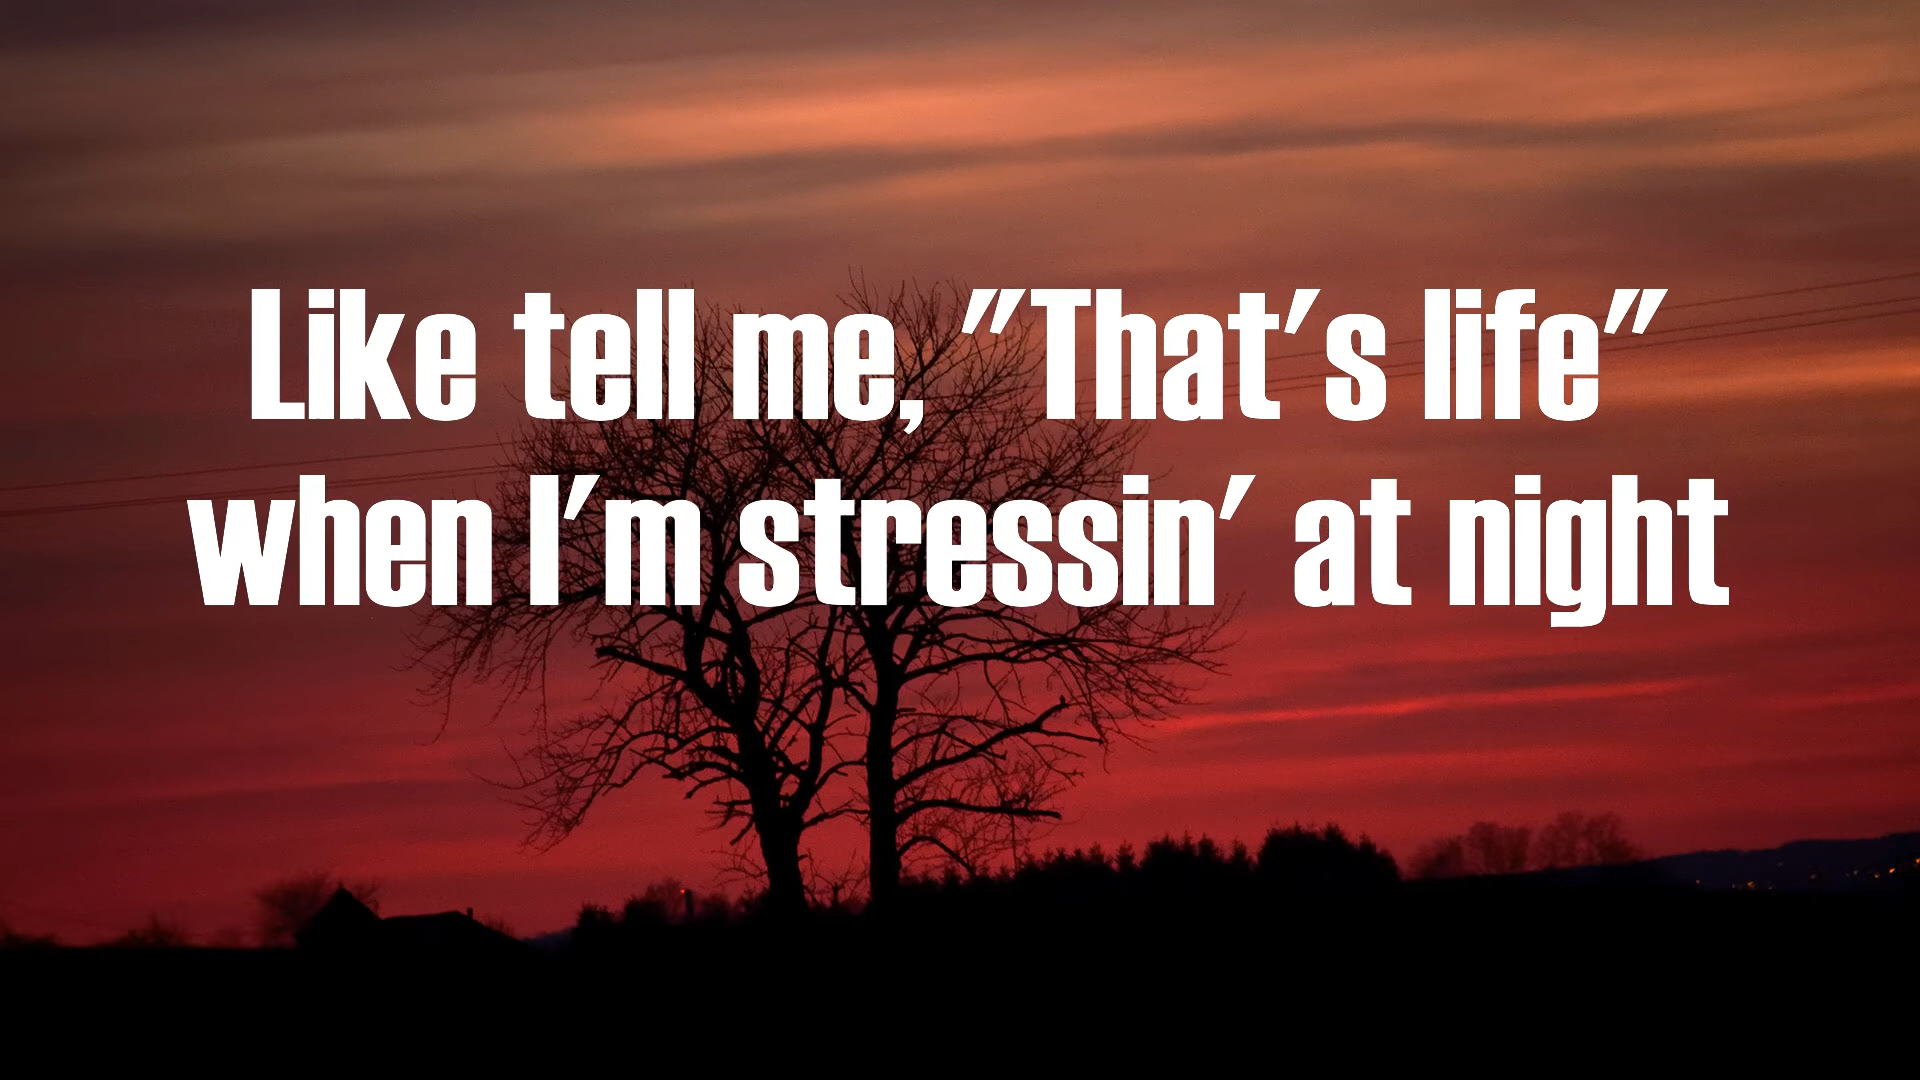 Like tell me, "That's life"
when I'm stressin' at night